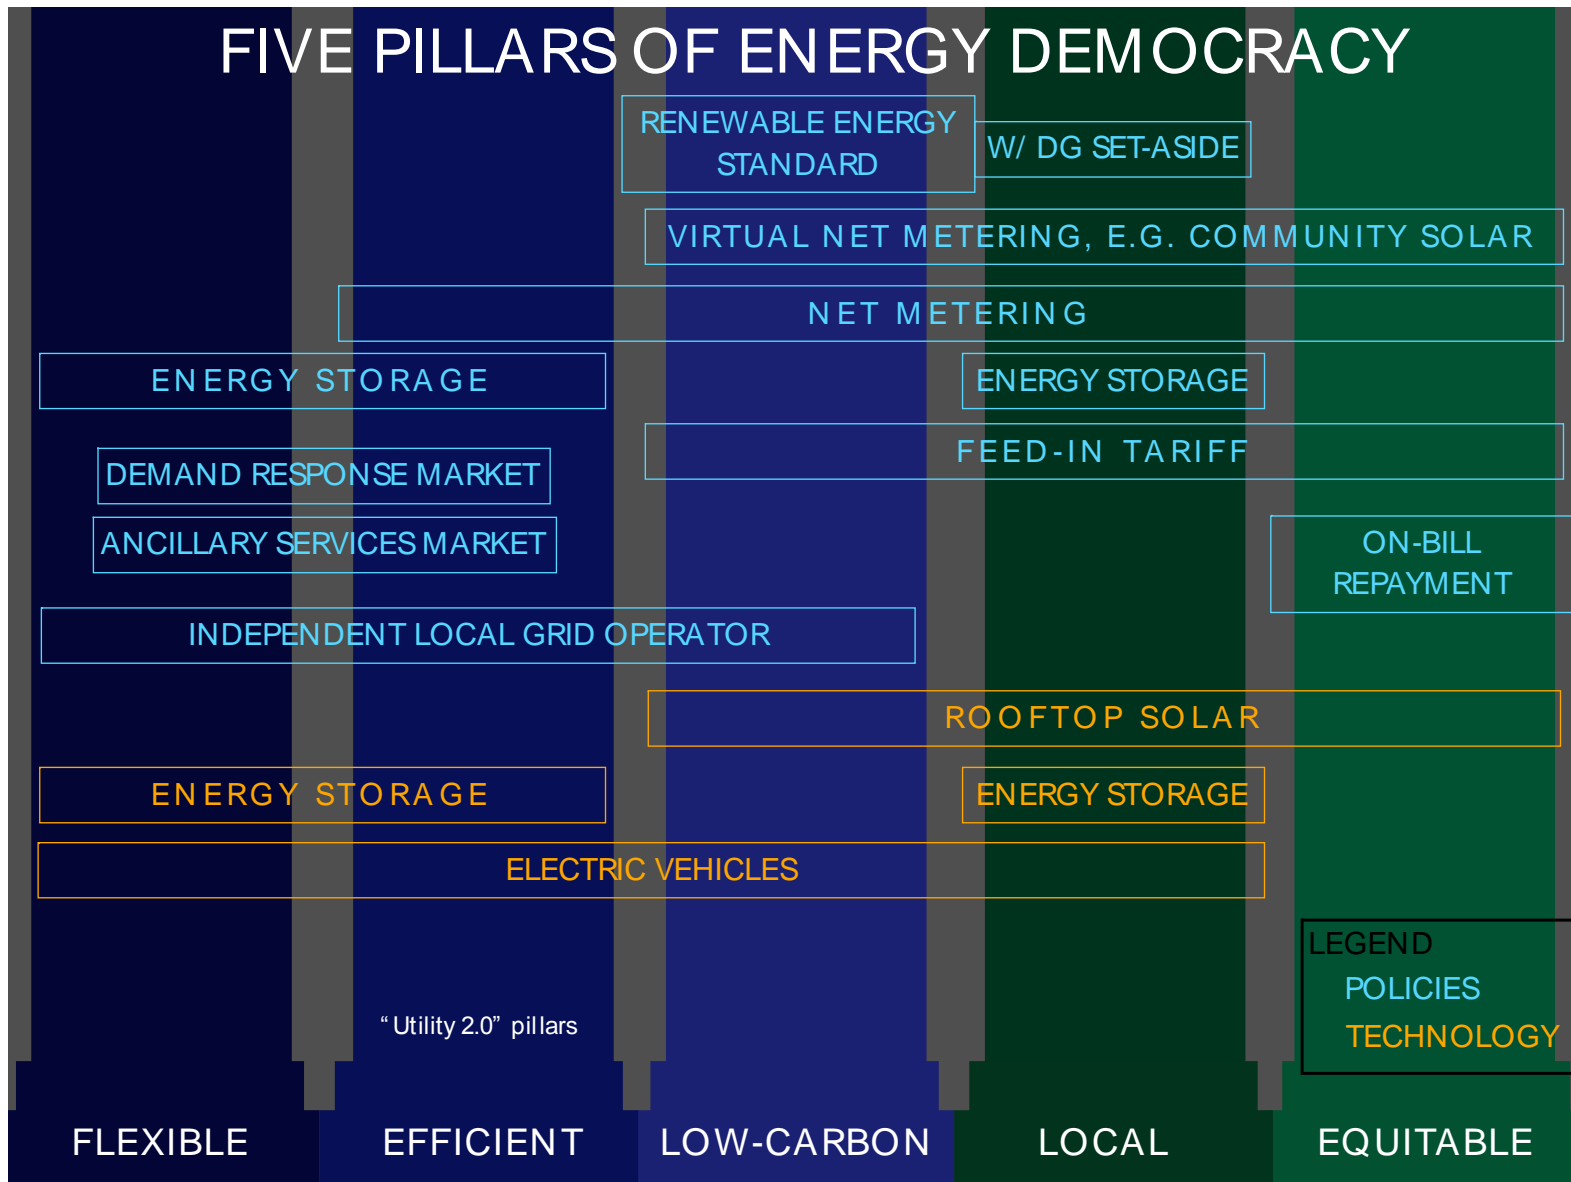 FIVE PILLARS OF ENERGY DEMOCRACY
RENEWABLE ENERGY
STANDARD
W/ DG SET-ASIDE
VIRTUAL NET METERING, E.G. COMMUNITY SOLAR
NET METERING
ENERGY STORAGE
ENERGY STORAGE
FEED-IN TARIFF
DEMAND RESPONSE MARKET
ANCILLARY SERVICES MARKET
ON-BILL
REPAYMENT
INDEPENDENT LOCAL GRID OPERATOR
ROOFTOP SOLAR
ENERGY STORAGE
ENERGY STORAGE
ELECTRIC VEHICLES
LEGEND
POLICIES
TECHNOLOGY
“Utility 2.0” pillars
FLEXIBLE
EFFICIENT
LOW-CARBON
LOCAL
EQUITABLE